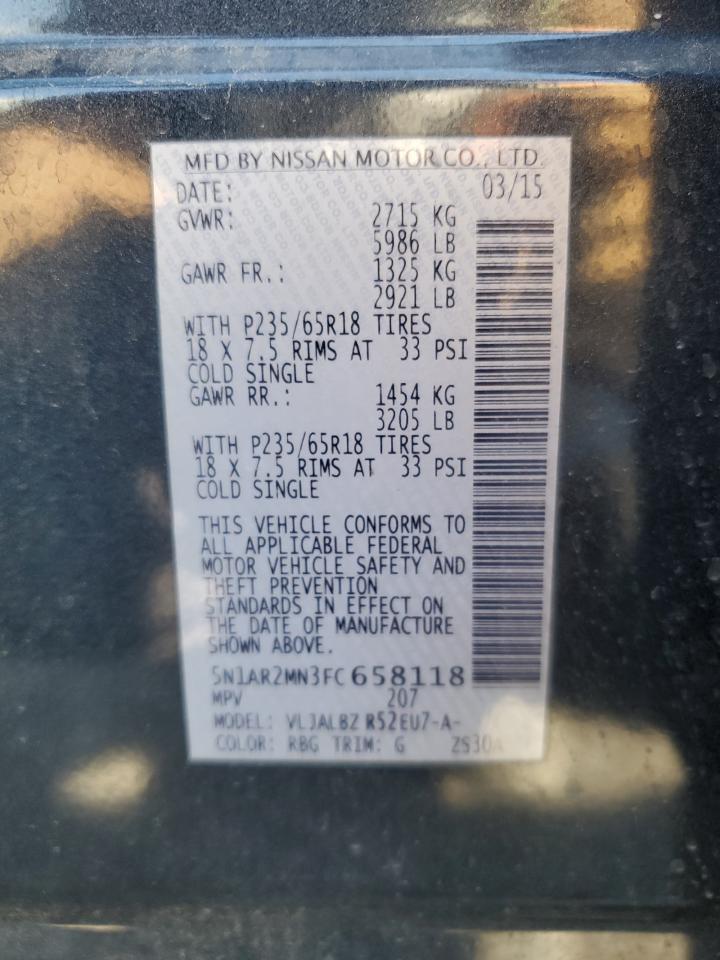 MFD BY NISSAN MOTOR CO., LTD.
DATE: 03/15
GVWR: 2715 KG
5986 LB
GAWR FR.: 1325 KG
2921 LB
WITH P235/65R18 TIRES
18 X 7.5 RIMS AT 33 PSI
COLD SINGLE
GAWR RR.: 1454 KG
3205 LB
WITH P235/65R18 TIRES
18 X 7.5 RIMS AT 33 PSI
COLD SINGLE
THIS VEHICLE CONFORMS TO
ALL APPLICABLE FEDERAL
MOTOR VEHICLE SAFETY AND
THEFT PREVENTION
STANDARDS IN EFFECT ON
THE DATE OF MANUFACTURE
SHOWN ABOVE.
5N1AR2MN3FC658118
MPV 207
MODEL: VLJALBZ R52EU7-A-
COLOR: RBG TRIM: G ZS30A